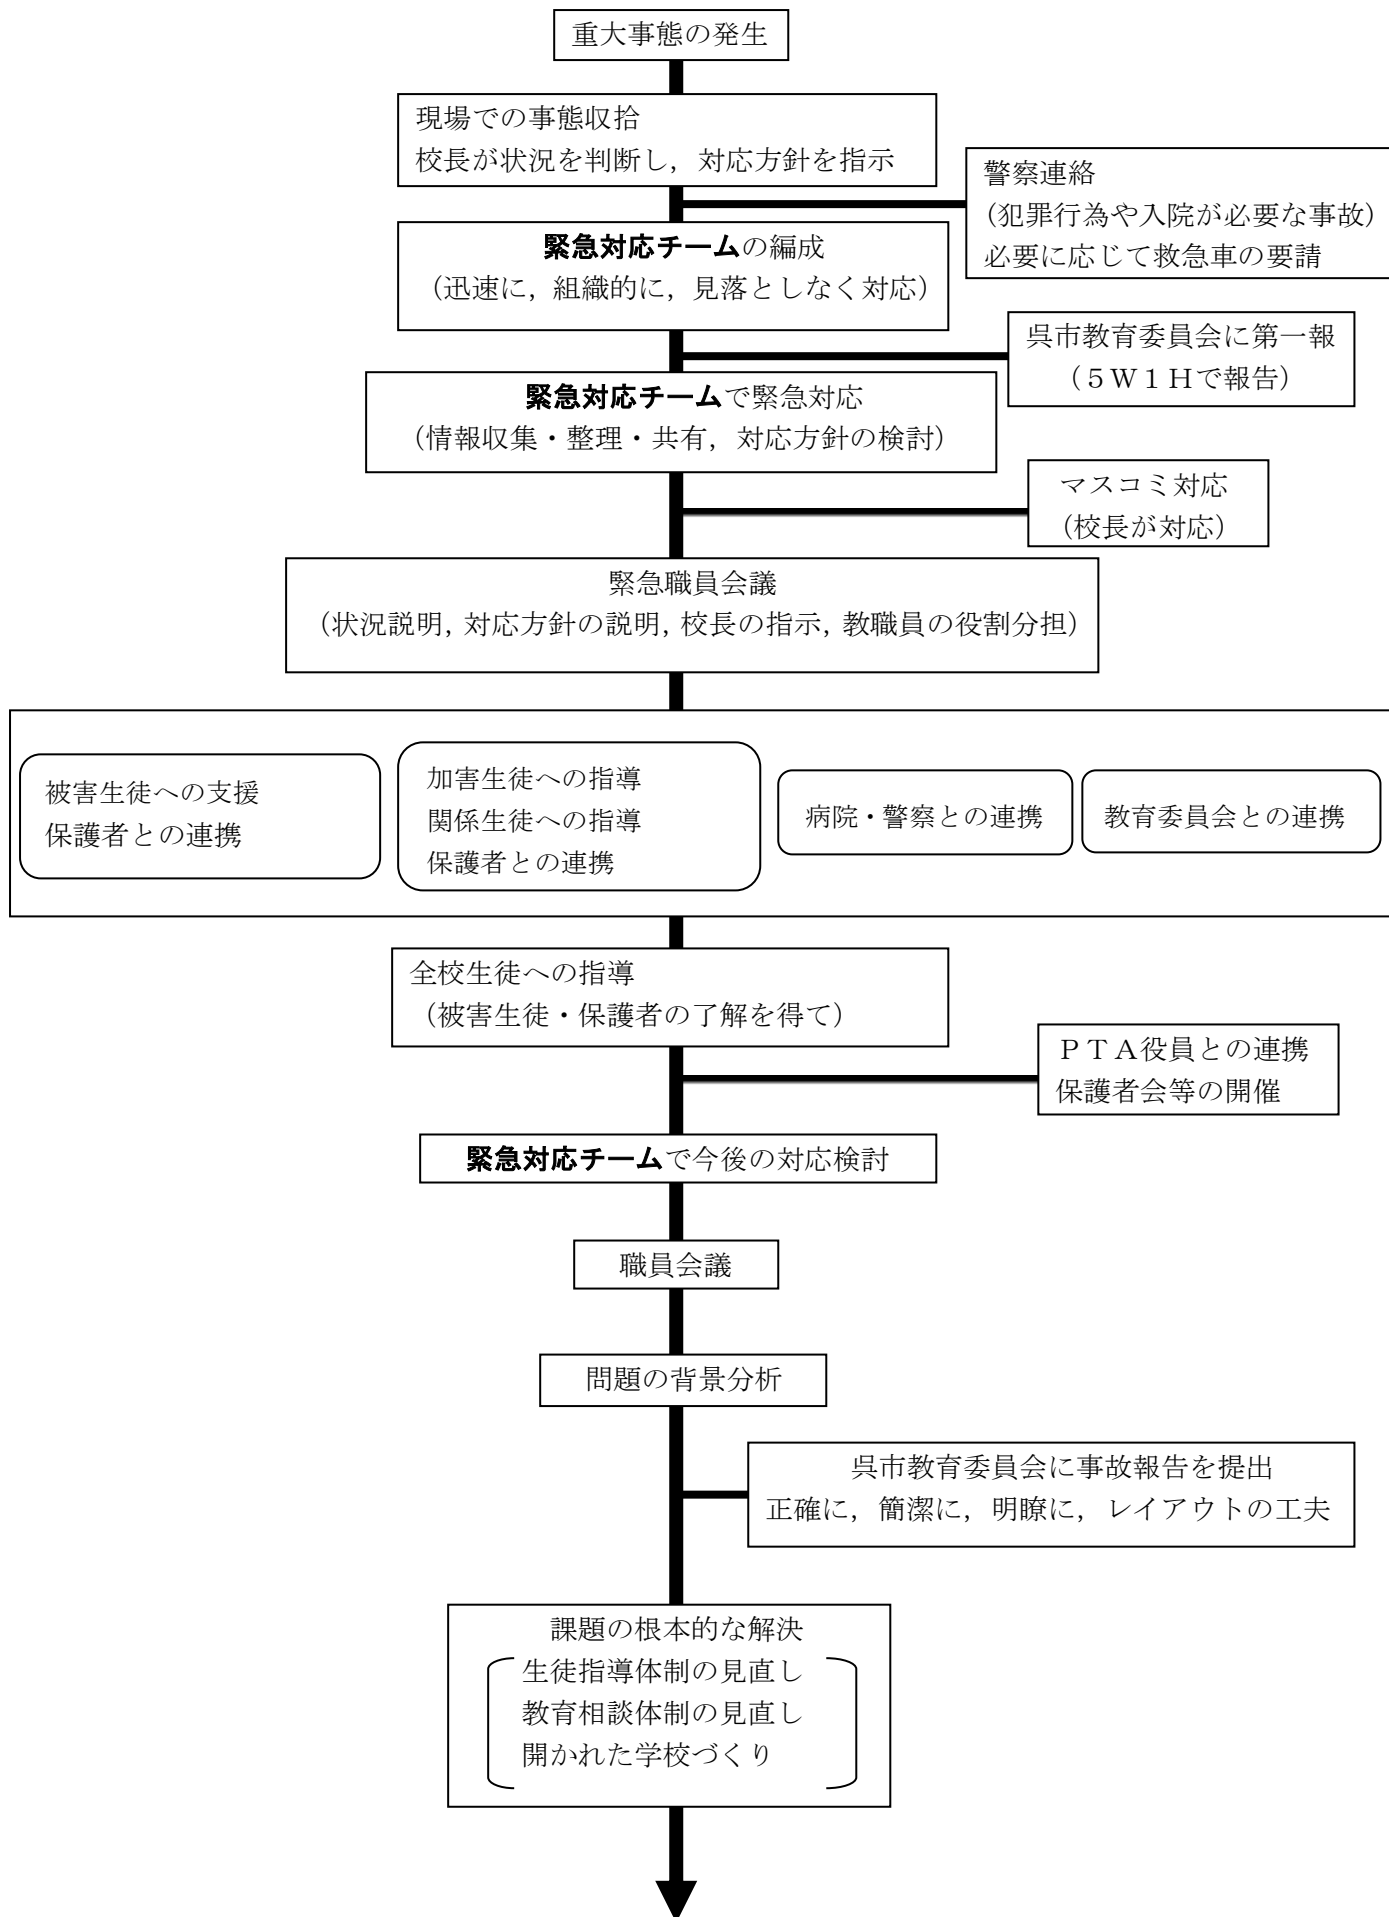 重大事態の発生
現場での事態収拾
校長が状況を判断し，対応方針を指示
警察連絡
(犯罪行為や入院が必要な事故)
必要に応じて救急車の要請
緊急対応チームの編成
（迅速に，組織的に，見落としなく対応）
呉市教育委員会に第一報
（５Ｗ１Ｈで報告）
緊急対応チームで緊急対応
（情報収集・整理・共有，対応方針の検討）
マスコミ対応
（校長が対応）
緊急職員会議
（状況説明，対応方針の説明，校長の指示，教職員の役割分担）
被害生徒への支援
保護者との連携
加害生徒への指導
関係生徒への指導
保護者との連携
病院・警察との連携
教育委員会との連携
全校生徒への指導
（被害生徒・保護者の了解を得て）
ＰＴＡ役員との連携
保護者会等の開催
緊急対応チームで今後の対応検討
職員会議
問題の背景分析
呉市教育委員会に事故報告を提出
正確に，簡潔に，明瞭に，レイアウトの工夫
課題の根本的な解決
生徒指導体制の見直し
教育相談体制の見直し
開かれた学校づくり